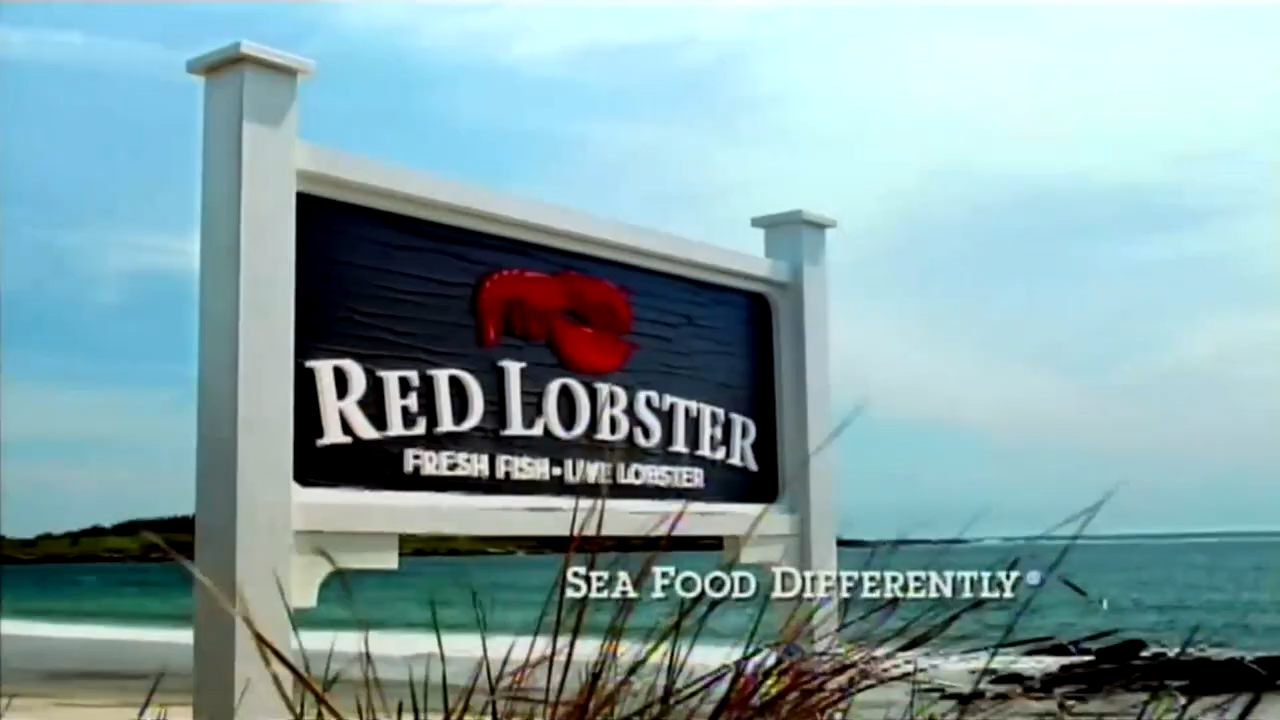 RED LOBSTER
FRESH FISH • LIVE LOBSTER
SEA FOOD DIFFERENTLY®